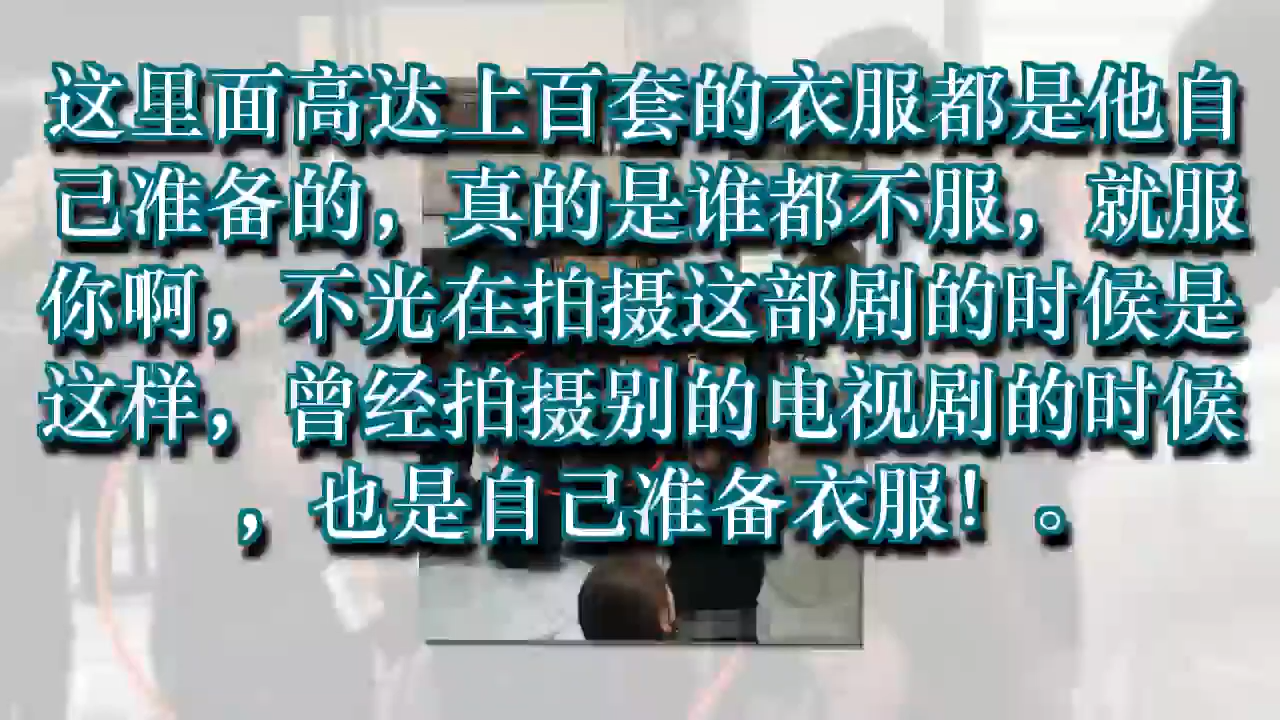 这里面高达上百套的衣服都是他自
己准备的，真的是谁都不服，就服
你啊，不光在拍摄这部剧的时候是
这样，曾经拍摄别的电视剧的时候
，也是自己准备衣服！。